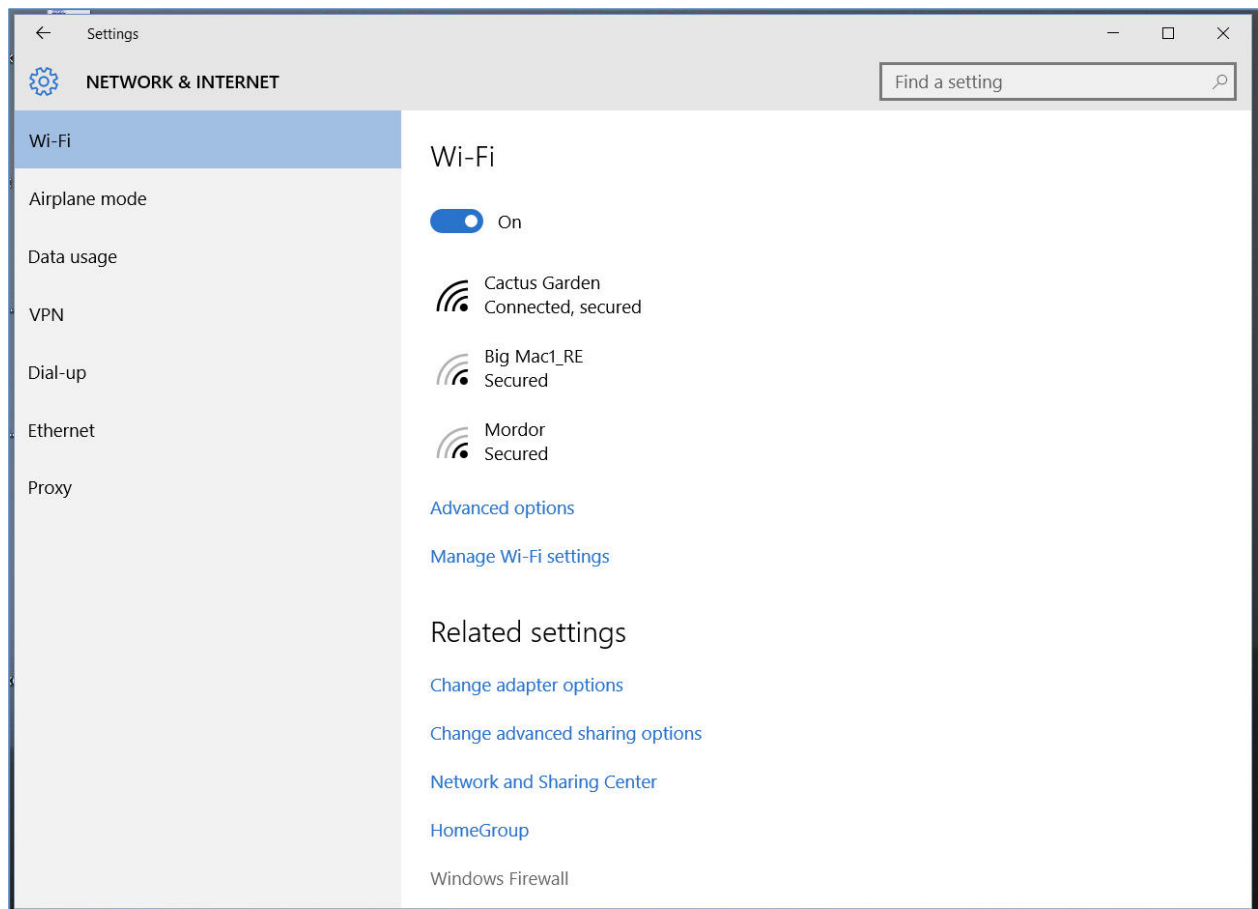 Settings
NETWORK & INTERNET
Find a setting
Wi-Fi
Airplane mode
Data usage
VPN
Dial-up
Ethernet
Proxy
Wi-Fi
On
Cactus Garden
Connected, secured
Big Mac1_RE
Secured
Mordor
Secured
Advanced options
Manage Wi-Fi settings
Related settings
Change adapter options
Change advanced sharing options
Network and Sharing Center
HomeGroup
Windows Firewall